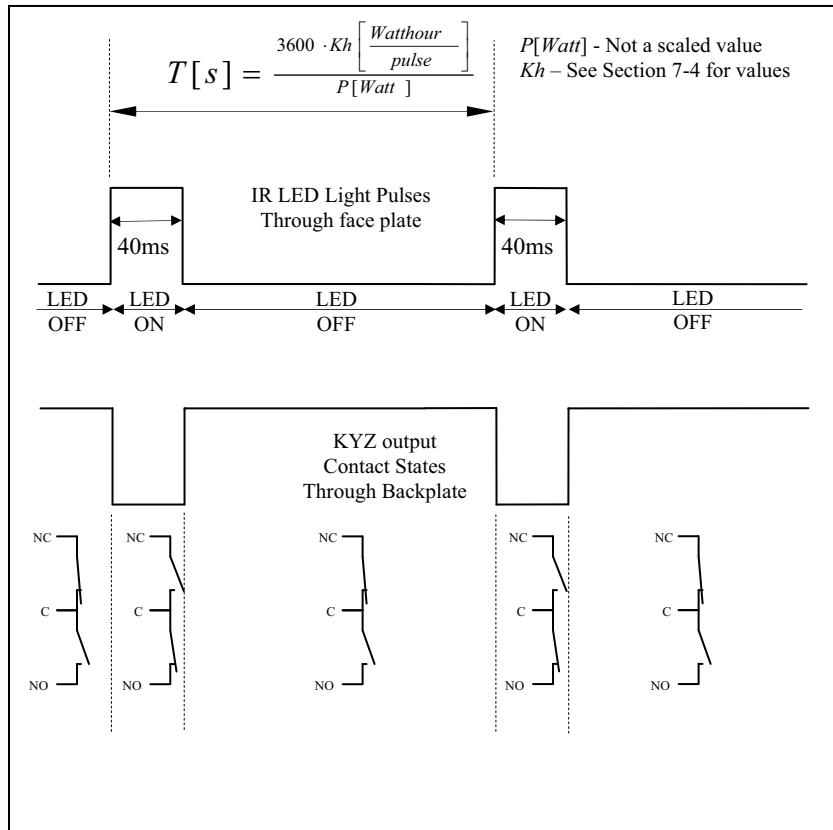 T[s] = 3600 · Kh [Watthour / pulse] / P[Watt ]
P[Watt] - Not a scaled value
Kh – See Section 7-4 for values
IR LED Light Pulses
Through face plate
40ms
40ms
LED
OFF
LED
ON
LED
OFF
LED
ON
LED
OFF
KYZ output
Contact States
Through Backplate
NC
NC
NC
NC
NC
C
C
C
C
C
NO
NO
NO
NO
NO